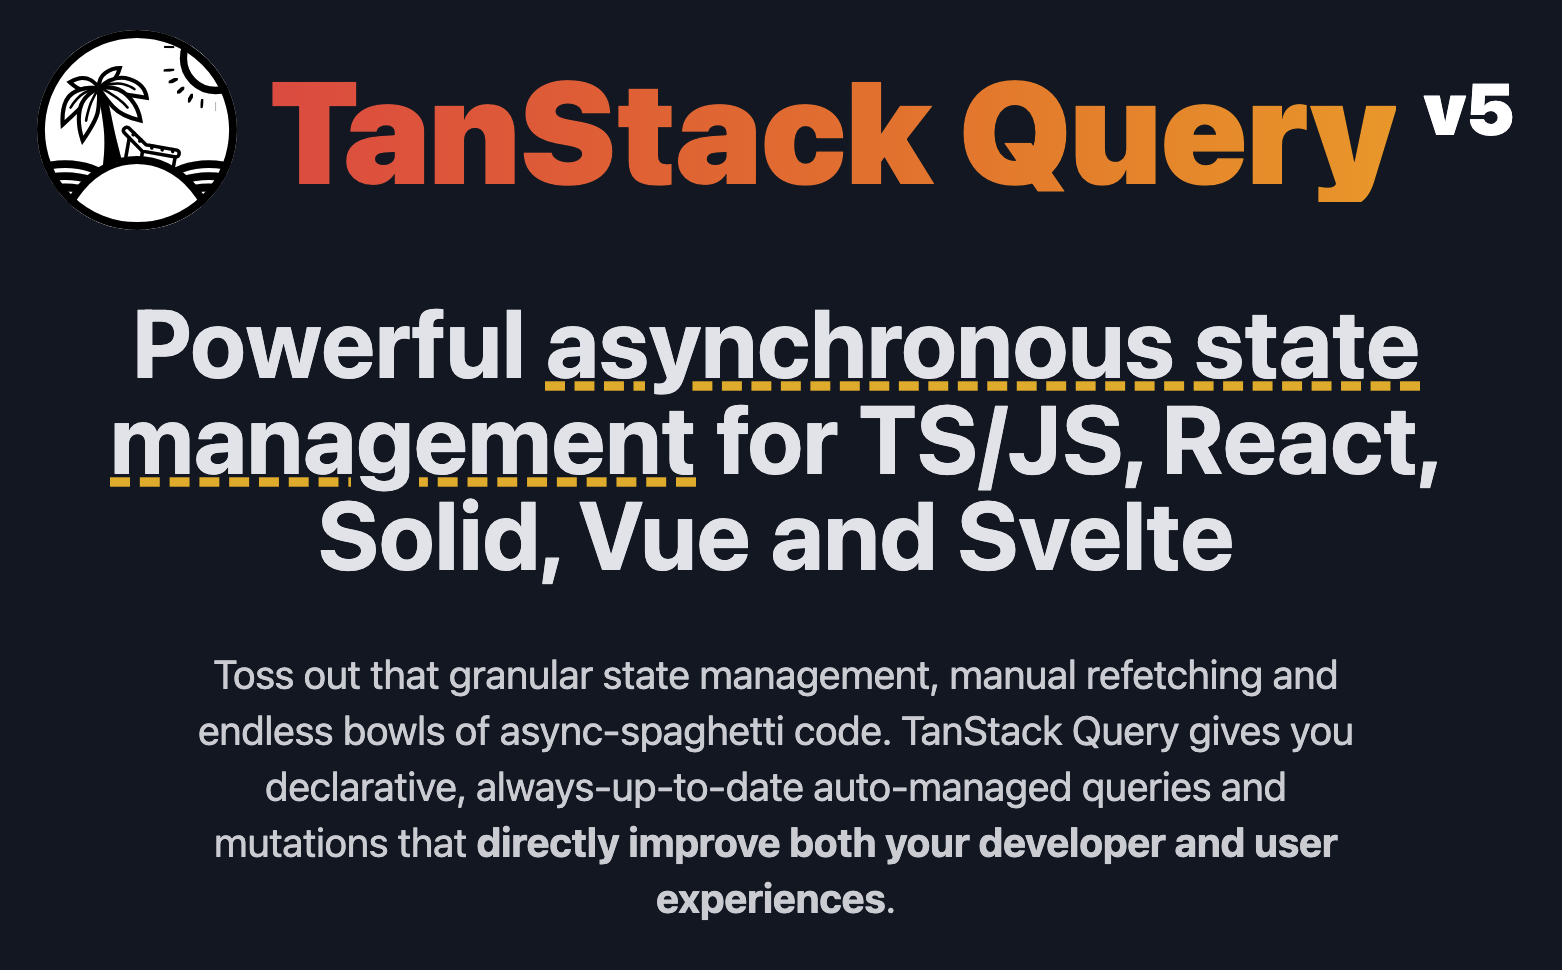 TanStack Query v5
Powerful asynchronous state
management for TS/JS, React,
Solid, Vue and Svelte
Toss out that granular state management, manual refetching and
endless bowls of async-spaghetti code. TanStack Query gives you
declarative, always-up-to-date auto-managed queries and
mutations that directly improve both your developer and user
experiences.